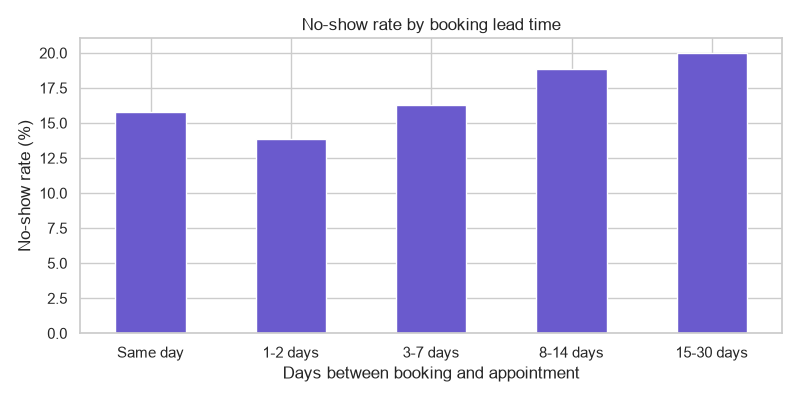 No-show rate by booking lead time
No-show rate (%)
20.0
17.5
15.0
12.5
10.0
7.5
5.0
2.5
0.0
Same day
1-2 days
3-7 days
8-14 days
15-30 days
Days between booking and appointment